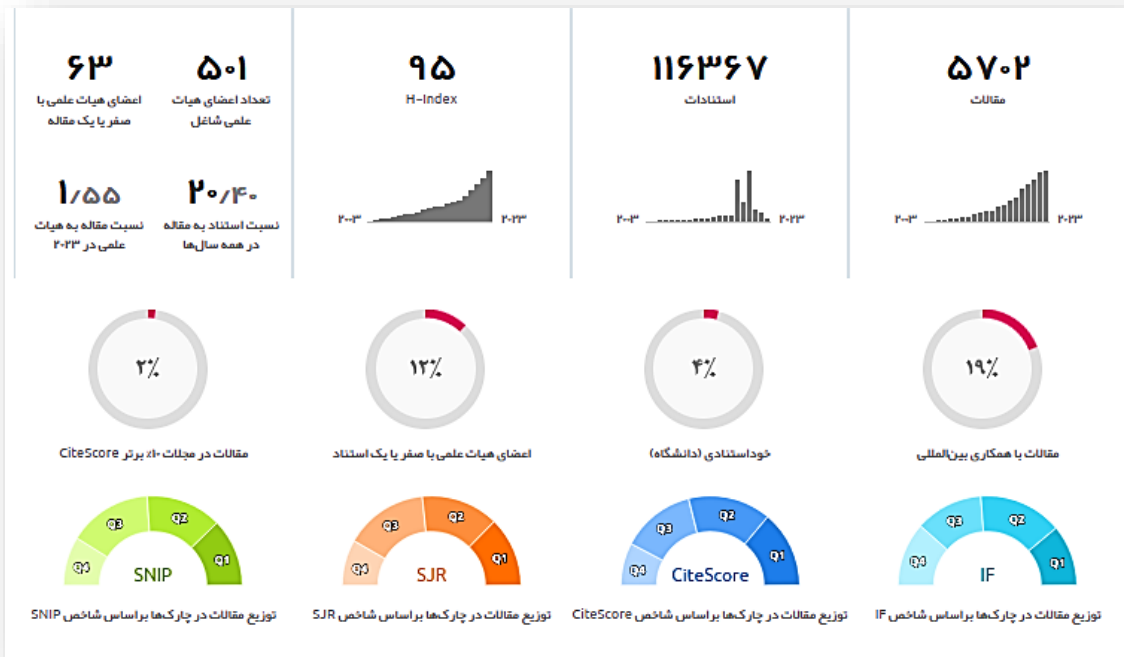 ۵۷۰۲
مقالات
۲۰۰۳
۲۰۲۳
۱۱۶۳۶۷
استنادات
۲۰۰۳
۲۰۲۳
۹۵
H-Index
۲۰۰۳
۲۰۲۳
۵۰۱
تعداد اعضای هیات
علمی شاغل
۶۳
اعضای هیات علمی با
صفر یا یک مقاله
۲۰/۴۰
نسبت استناد به مقاله
در همه سال‌ها
۱/۵۵
نسبت مقاله به هیات
علمی در ۲۰۲۳
۱۹٪
مقالات با همکاری بین‌المللی
۴٪
خوداستنادی (دانشگاه)
۱۲٪
اعضای هیات علمی با صفر یا یک استناد
۲٪
مقالات در مجلات ۱۰٪ برتر CiteScore
Q1
Q2
Q3
Q4
IF
توزیع مقالات در چارک‌ها براساس شاخص IF
Q1
Q2
Q3
Q4
CiteScore
توزیع مقالات در چارک‌ها براساس شاخص CiteScore
Q1
Q2
Q3
Q4
SJR
توزیع مقالات در چارک‌ها براساس شاخص SJR
Q1
Q2
Q3
Q4
SNIP
توزیع مقالات در چارک‌ها براساس شاخص SNIP